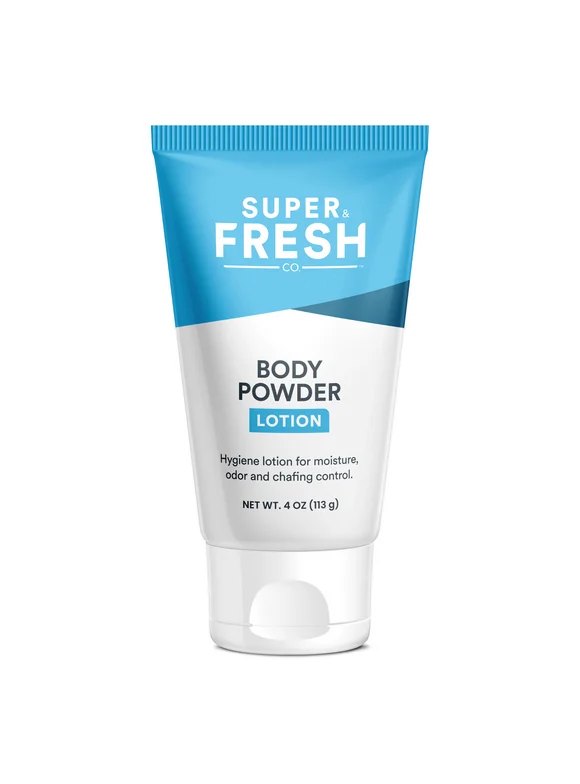 SUPER &
FRESH
CO.™
BODY
POWDER
LOTION
Hygiene lotion for moisture,
odor and chafing control.
NET WT. 4 OZ (113 g)